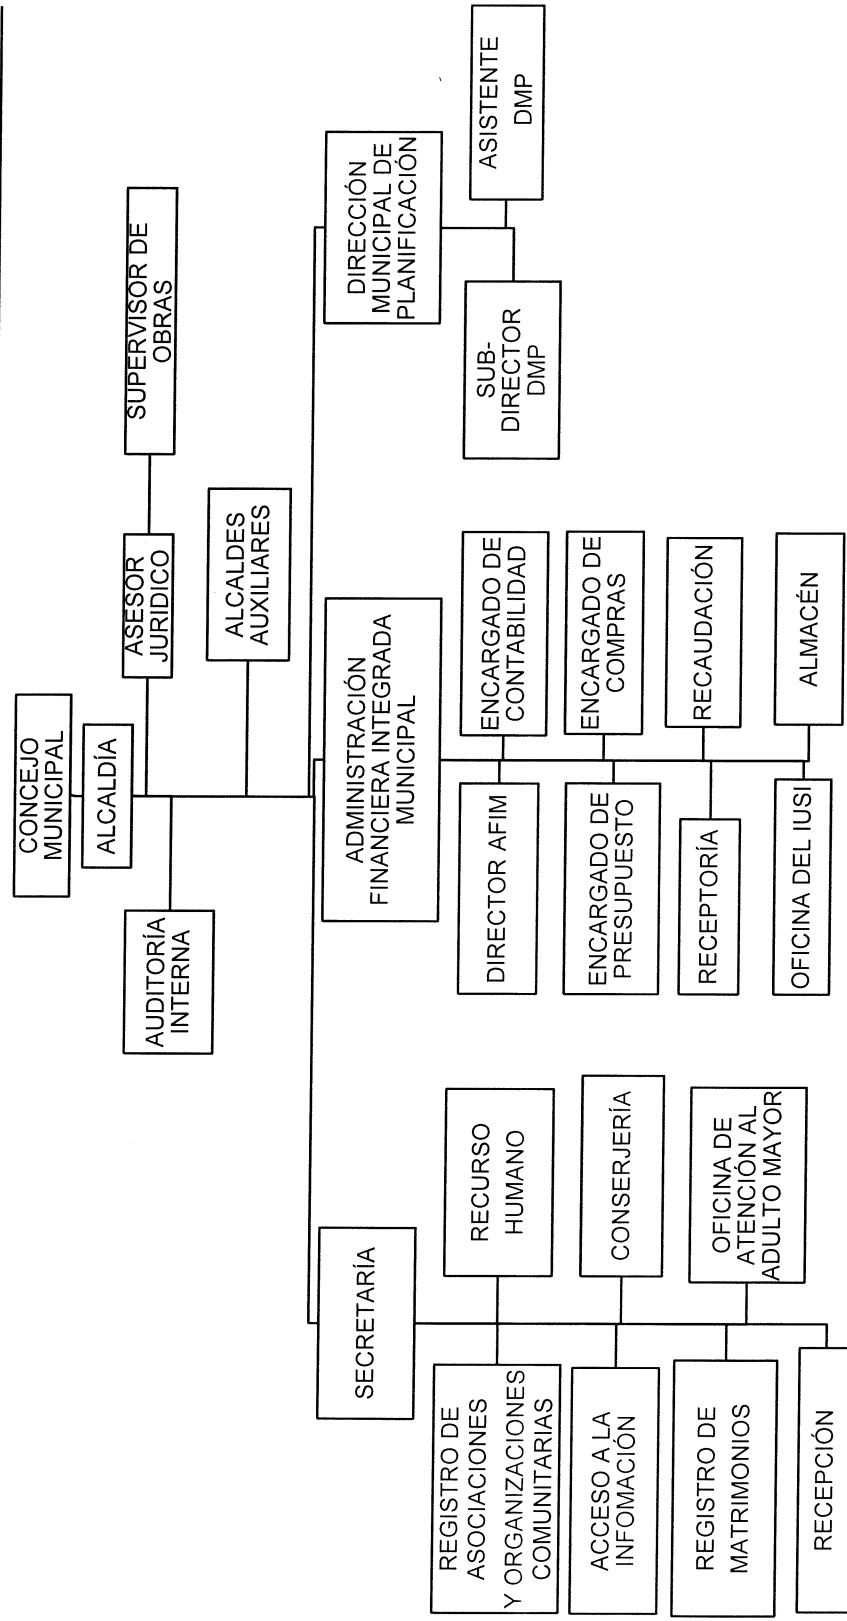 CONCEJO
MUNICIPAL
ALCALDÍA
ASESOR
JURIDICO
SUPERVISOR DE
OBRAS
AUDITORÍA
INTERNA
ALCALDES
AUXILIARES
SECRETARÍA
REGISTRO DE
ASOCIACIONES
Y ORGANIZACIONES
COMUNITARIAS
RECURSO
HUMANO
ACCESO A LA
INFOMACIÓN
CONSERJERÍA
REGISTRO DE
MATRIMONIOS
OFICINA DE
ATENCIÓN AL
ADULTO MAYOR
RECEPCIÓN
ADMINISTRACIÓN
FINANCIERA INTEGRADA
MUNICIPAL
DIRECTOR AFIM
ENCARGADO DE
CONTABILIDAD
ENCARGADO DE
PRESUPUESTO
ENCARGADO DE
COMPRAS
RECEPTORÍA
RECAUDACIÓN
OFICINA DEL IUSI
ALMACÉN
DIRECCIÓN
MUNICIPAL DE
PLANIFICACIÓN
SUB-
DIRECTOR
DMP
ASISTENTE
DMP